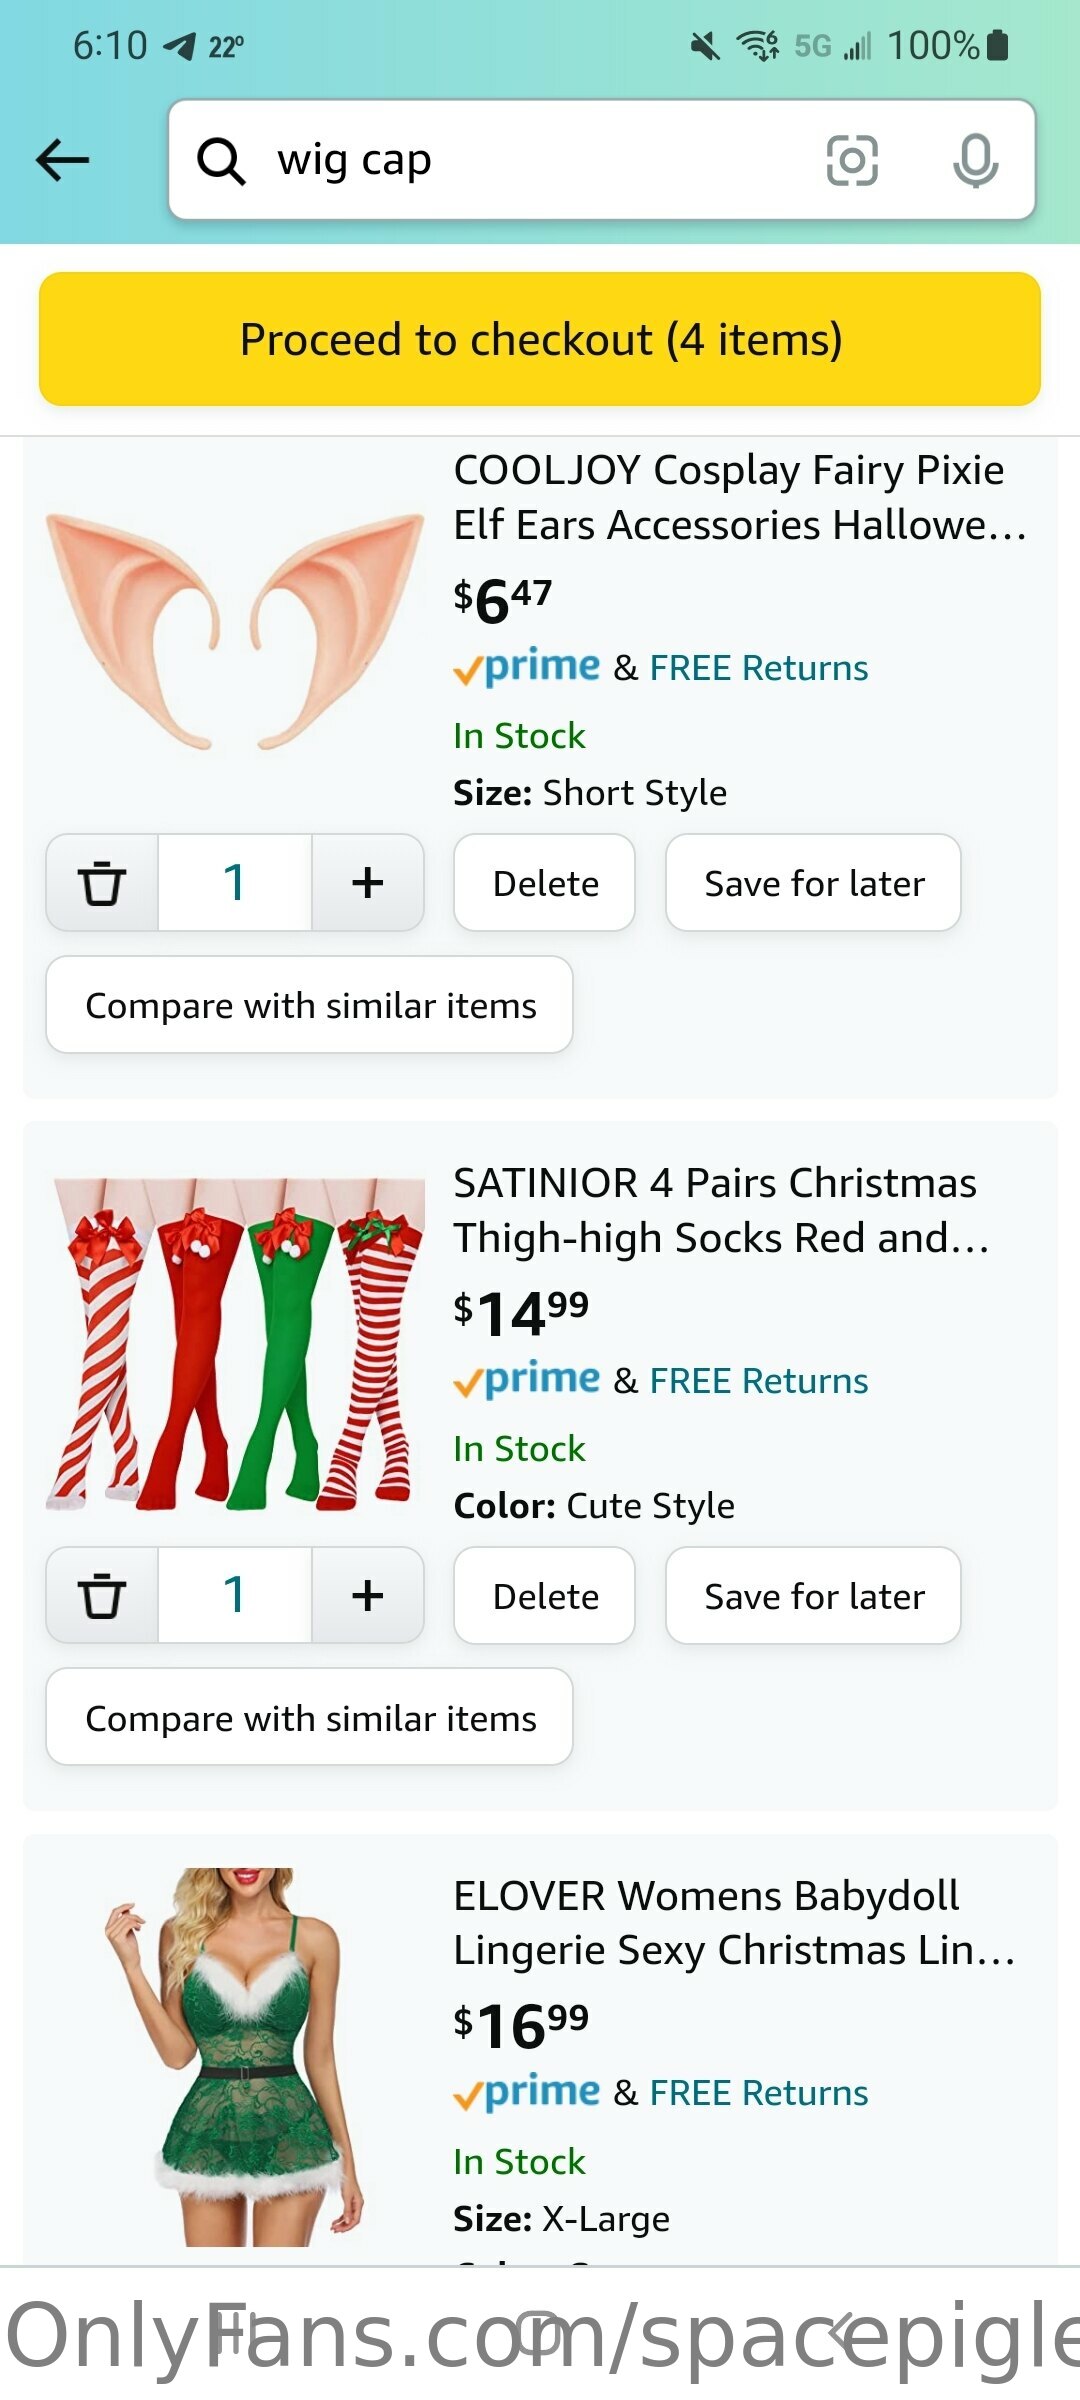 6:10 22°
5G 100%
wig cap
Proceed to checkout (4 items)
COOLJOY Cosplay Fairy Pixie
Elf Ears Accessories Hallowe...
$6 47
prime & FREE Returns
In Stock
Size: Short Style
1
+
Delete
Save for later
Compare with similar items
SATINIOR 4 Pairs Christmas
Thigh-high Socks Red and...
$14 99
prime & FREE Returns
In Stock
Color: Cute Style
1
+
Delete
Save for later
Compare with similar items
ELOVER Womens Babydoll
Lingerie Sexy Christmas Lin...
$16 99
prime & FREE Returns
In Stock
Size: X-Large
OnlyFans.com/spacepigle